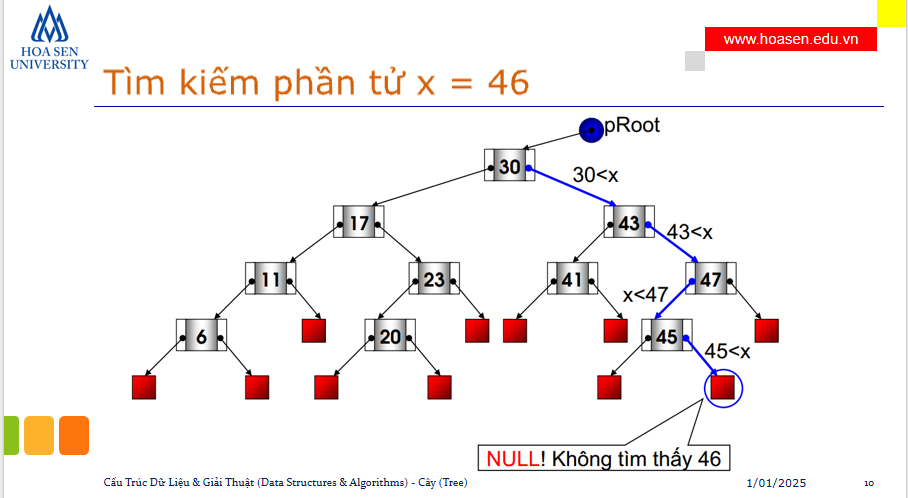 HOA SEN
UNIVERSITY
www.hoasen.edu.vn
Tìm kiếm phần tử x = 46
pRoot
30
30<x
17
43
43<x
11
23
41
47
x<47
6
20
45
45<x
NULL! Không tìm thấy 46
Cấu Trúc Dữ Liệu & Giải Thuật (Data Structures & Algorithms) - Cây (Tree)
1/01/2025
10